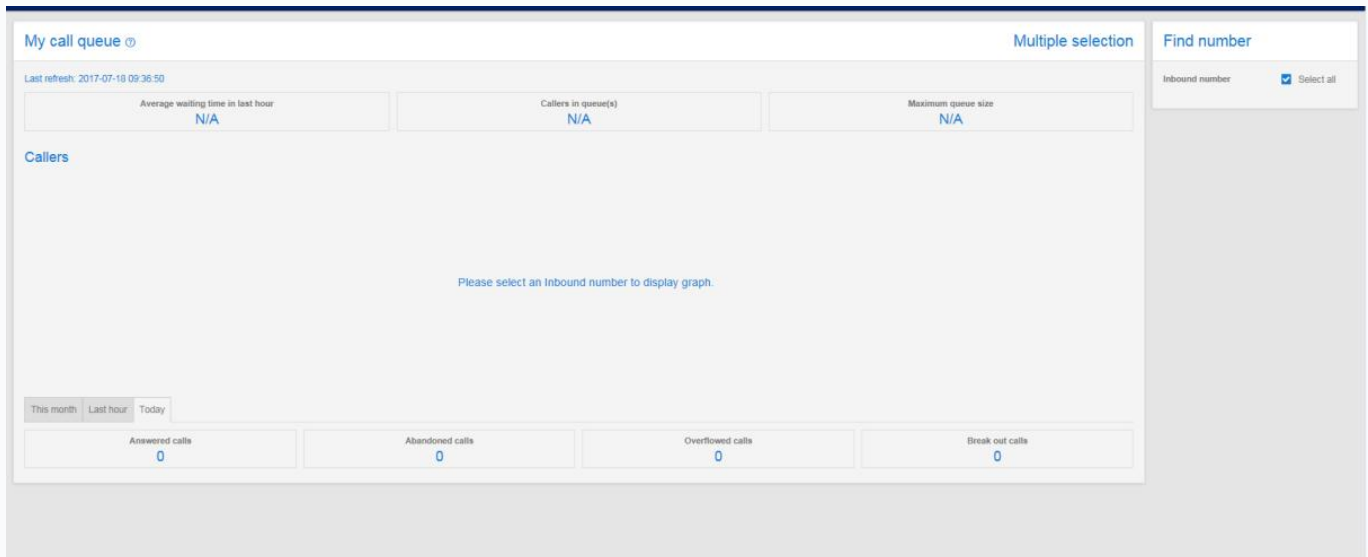 My call queue
Multiple selection
Last refresh: 2017-07-18 09:36:50
Average waiting time in last hour
N/A
Callers in queue(s)
N/A
Maximum queue size
N/A
Callers
Please select an Inbound number to display graph.
This month Last hour Today
Answered calls
0
Abandoned calls
0
Overflowed calls
0
Break out calls
0
Find number
Inbound number
Select all